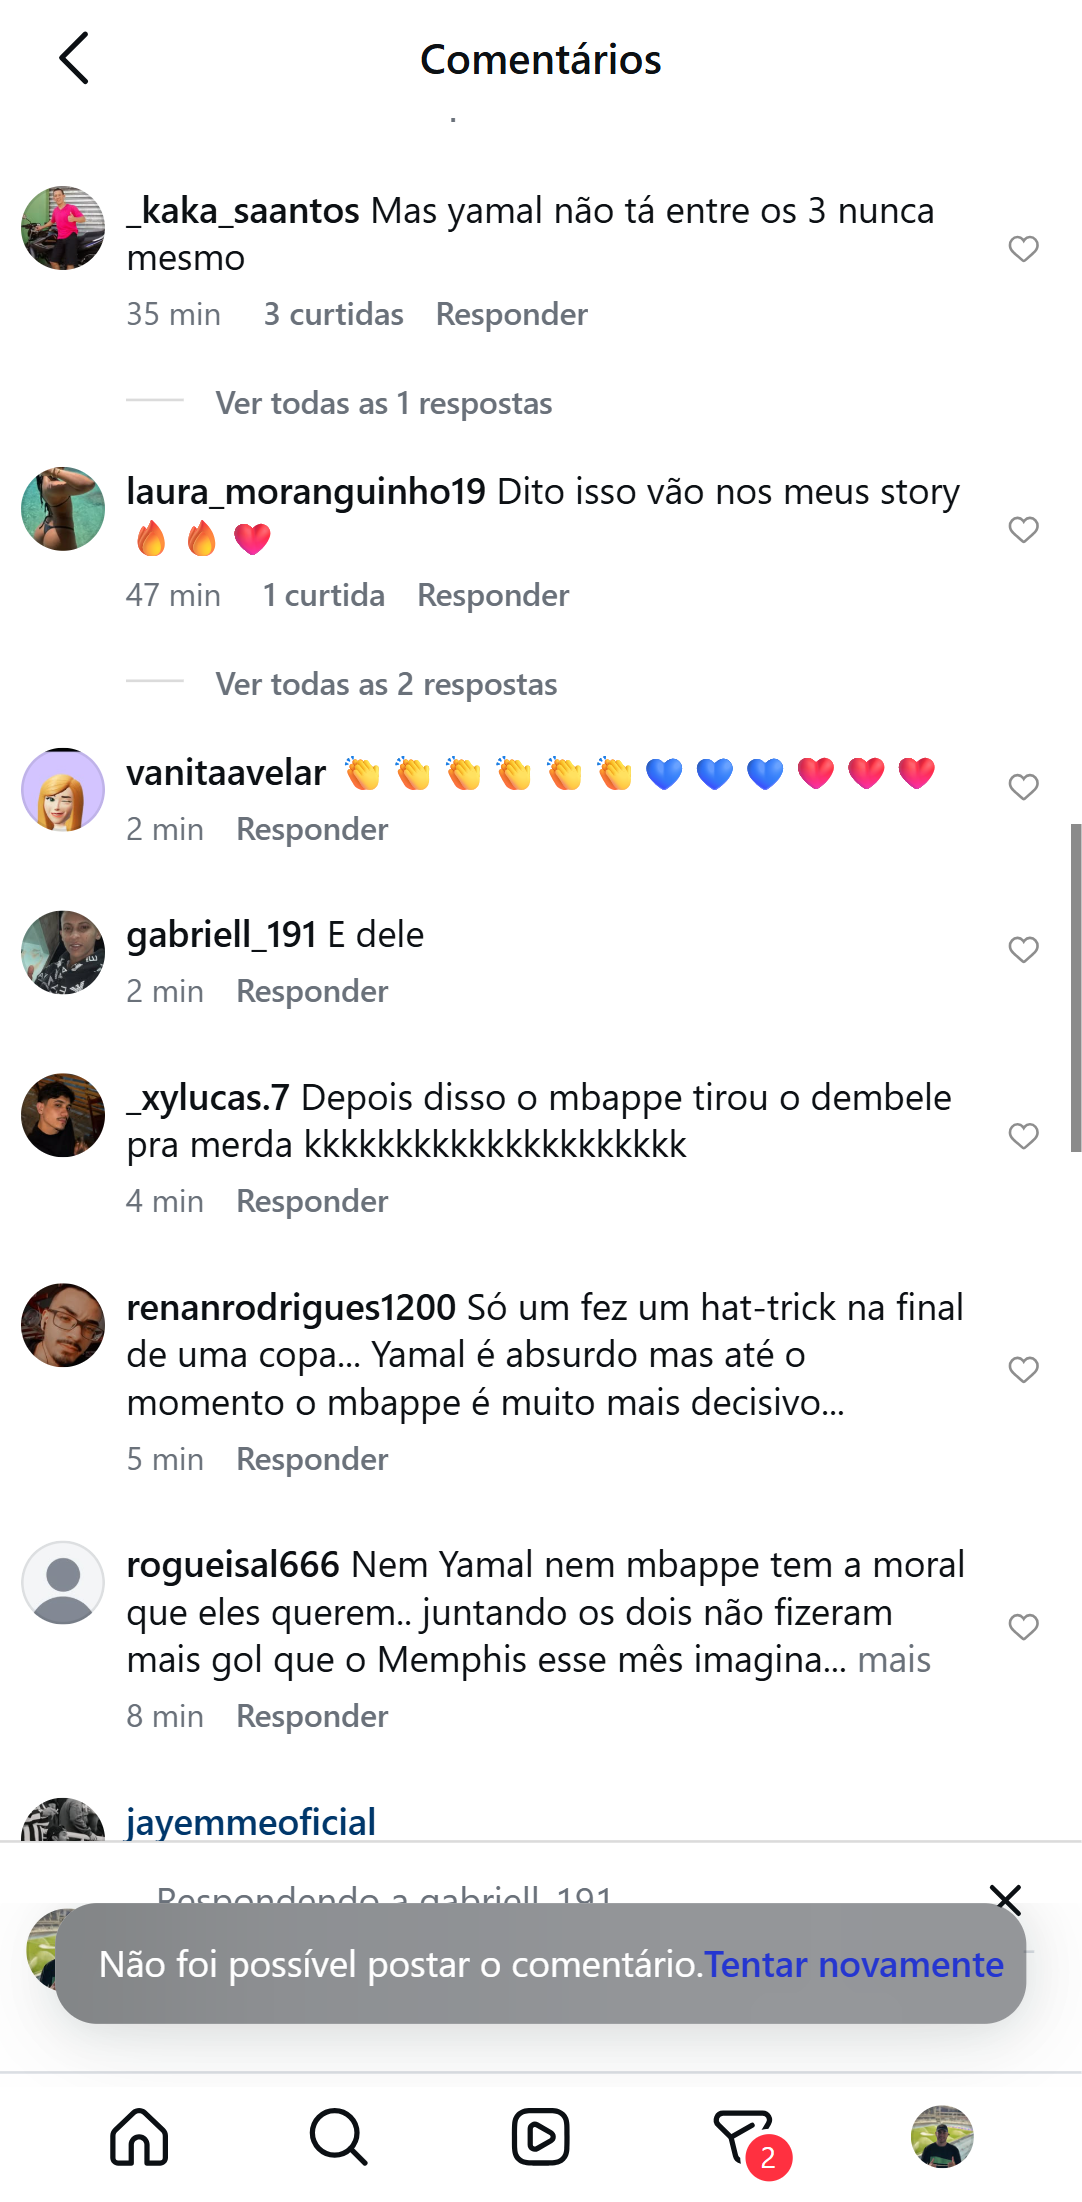 Comentários
_kaka_saantos Mas yamal não tá entre os 3 nunca
mesmo
35 min 3 curtidas Responder
Ver todas as 1 respostas
laura_moranguinho19 Dito isso vão nos meus story
🔥 🔥 ❤️
47 min 1 curtida Responder
Ver todas as 2 respostas
vanitaavelar 👏 👏 👏 👏 👏 👏 💙 💙 💙 ❤️ ❤️ ❤️
2 min Responder
gabriell_191 E dele
2 min Responder
_xylucas.7 Depois disso o mbappe tirou o dembele
pra merda kkkkkkkkkkkkkkkkkkkkk
4 min Responder
renanrodrigues1200 Só um fez um hat-trick na final
de uma copa... Yamal é absurdo mas até o
momento o mbappe é muito mais decisivo...
5 min Responder
rogueisal666 Nem Yamal nem mbappe tem a moral
que eles querem.. juntando os dois não fizeram
mais gol que o Memphis esse mês imagina... mais
8 min Responder
jayemmeoficial
Respondendo a gabriell_191
Não foi possível postar o comentário.Tentar novamente
2